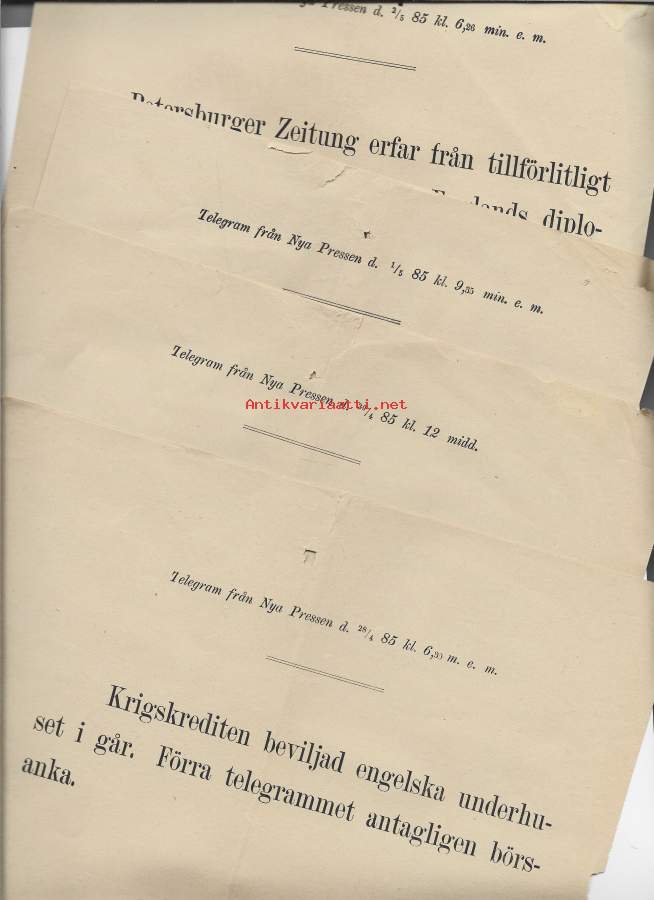 Pressen d. 2/5 85 kl. 6,26 min. e. m.
Petersburger Zeitung erfar från tillförlitligt
Englands diplo-
Telegram från Nya Pressen d. 1/5 85 kl. 9,35 min. e. m.
Telegram från Nya Pressen d. /4 85 kl. 12 midd.
Antikvariaatti.net
Telegram från Nya Pressen d. 28/4 85 kl. 6,30 m. e. m.
Krigskrediten beviljad engelska underhu-
set i går. Förra telegrammet antagligen börs-
anka.